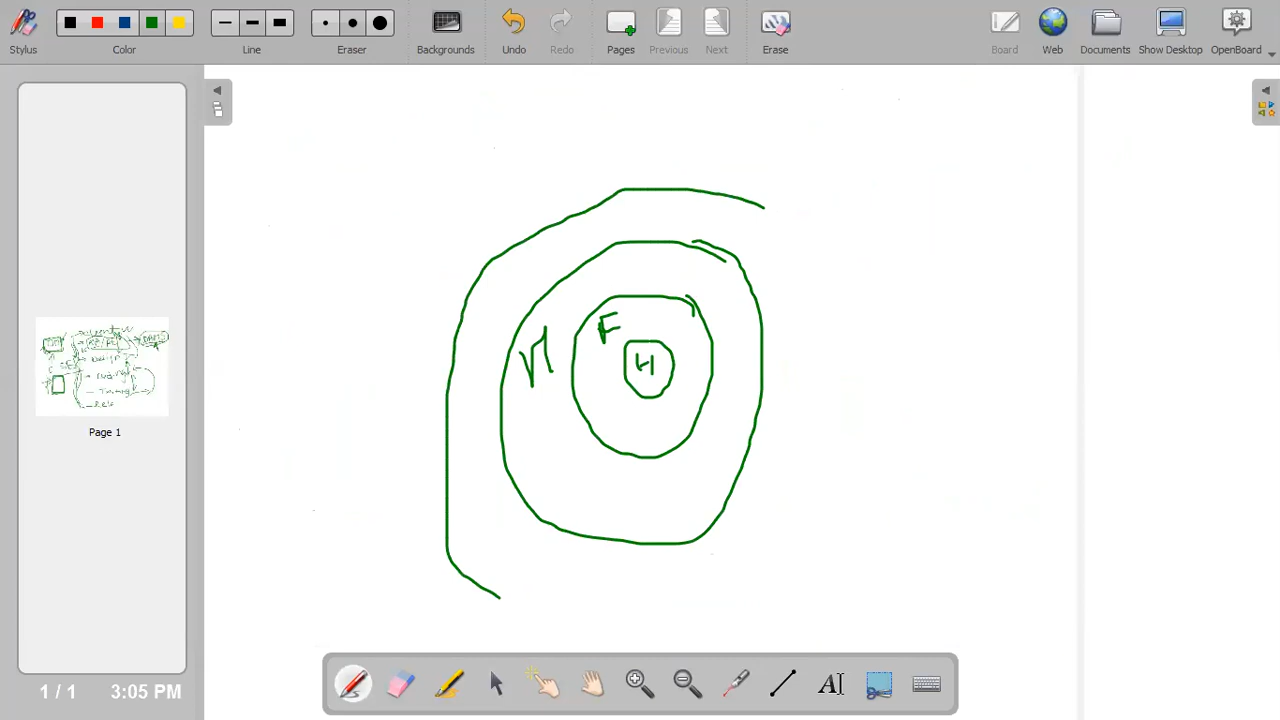 Stylus
Color
Line
Eraser
Backgrounds
Undo
Redo
Pages
Previous
Next
Erase
Board
Web
Documents
Show Desktop
OpenBoard
F
H
Page 1
1 / 1
3:05 PM